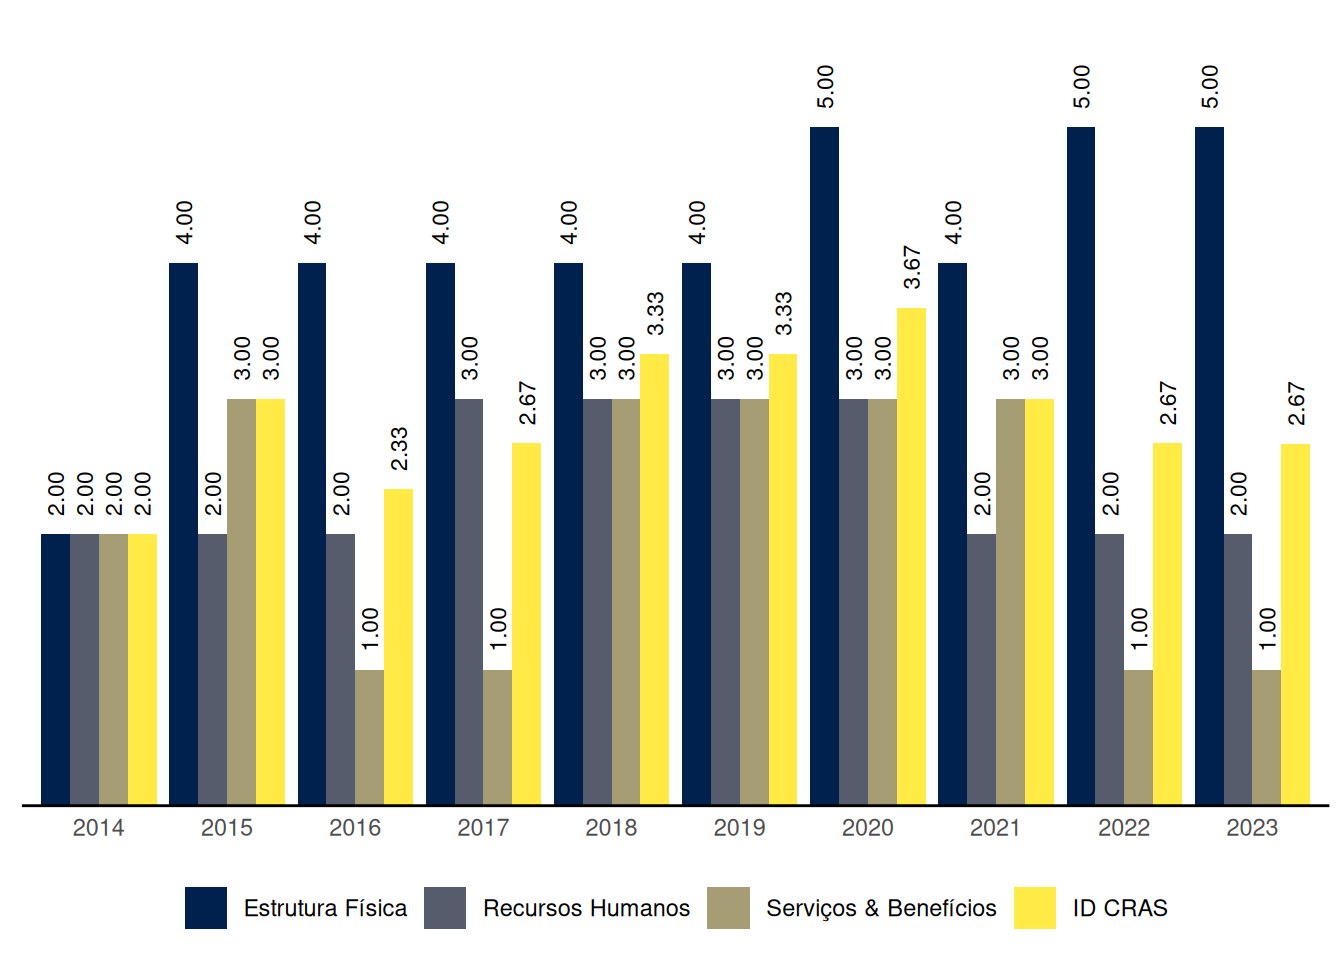 5.00 5.00 5.00
4.00 4.00 4.00 4.00 4.00 4.00
3.67
3.33 3.33
3.00 3.00 3.00 3.00 3.00 3.00 3.00 3.00 3.00 3.00 3.00
2.67 2.67 2.67
2.33
2.00 2.00 2.00 2.00 2.00 2.00 2.00 2.00 2.00
1.00 1.00 1.00 1.00
2014 2015 2016 2017 2018 2019 2020 2021 2022 2023
Estrutura Física Recursos Humanos Serviços & Benefícios ID CRAS